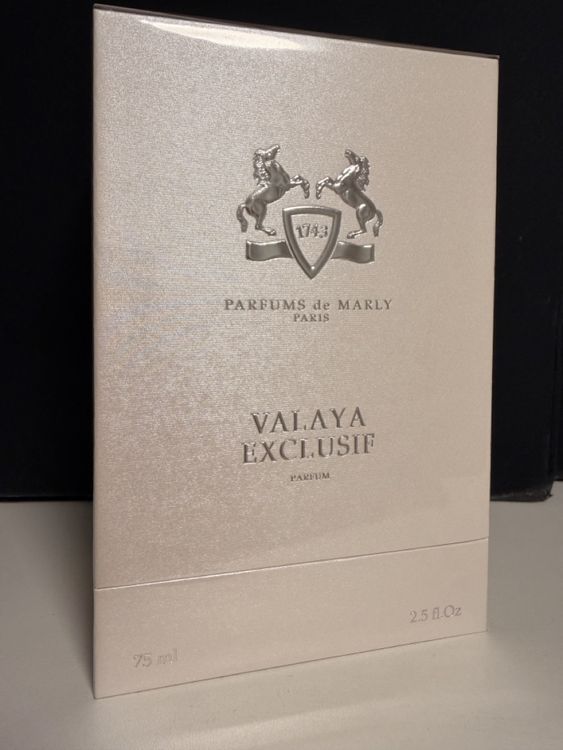 1743
PARFUMS de MARLY
PARIS
VALAYA
EXCLUSIF
PARFUM
75 ml
2.5 fl.Oz